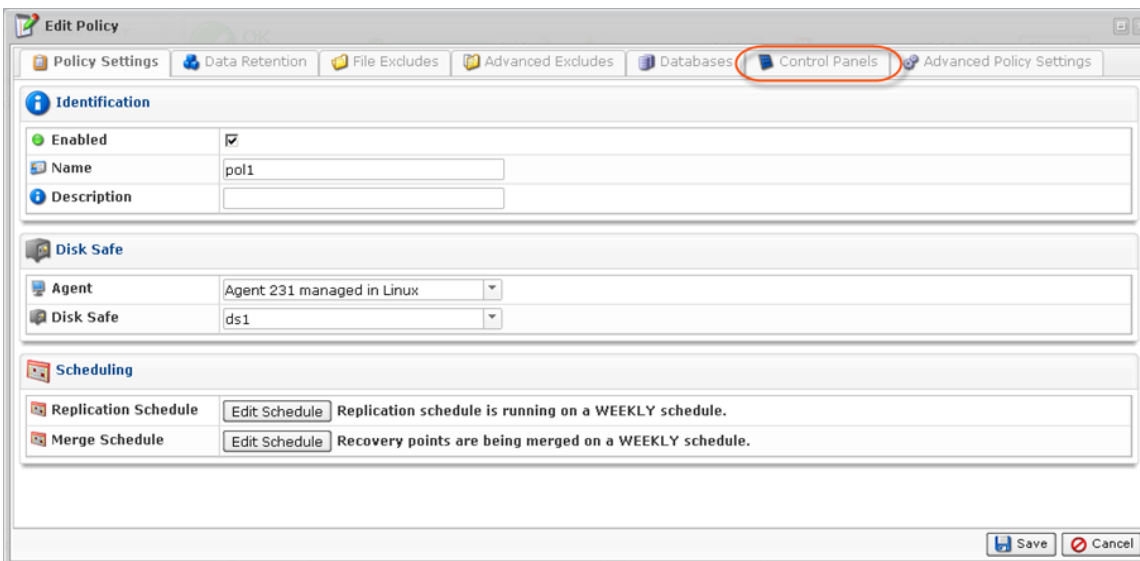 Edit Policy
OK
Policy Settings Data Retention File Excludes Advanced Excludes Databases Control Panels Advanced Policy Settings
Identification
Enabled
Name pol1
Description
Disk Safe
Agent Agent 231 managed in Linux
Disk Safe ds1
Scheduling
Replication Schedule Edit Schedule Replication schedule is running on a WEEKLY schedule.
Merge Schedule Edit Schedule Recovery points are being merged on a WEEKLY schedule.
Save Cancel